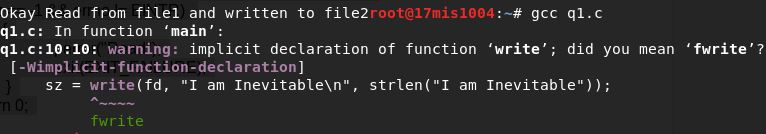 Okay Read from file1 and written to file2root@17mis1004:~# gcc q1.c
q1.c: In function ‘main’:
q1.c:10:10: warning: implicit declaration of function ‘write’; did you mean ‘fwrite’?
[-Wimplicit-function-declaration]
sz = write(fd, "I am Inevitable\n", strlen("I am Inevitable"));
^~~~~
fwrite